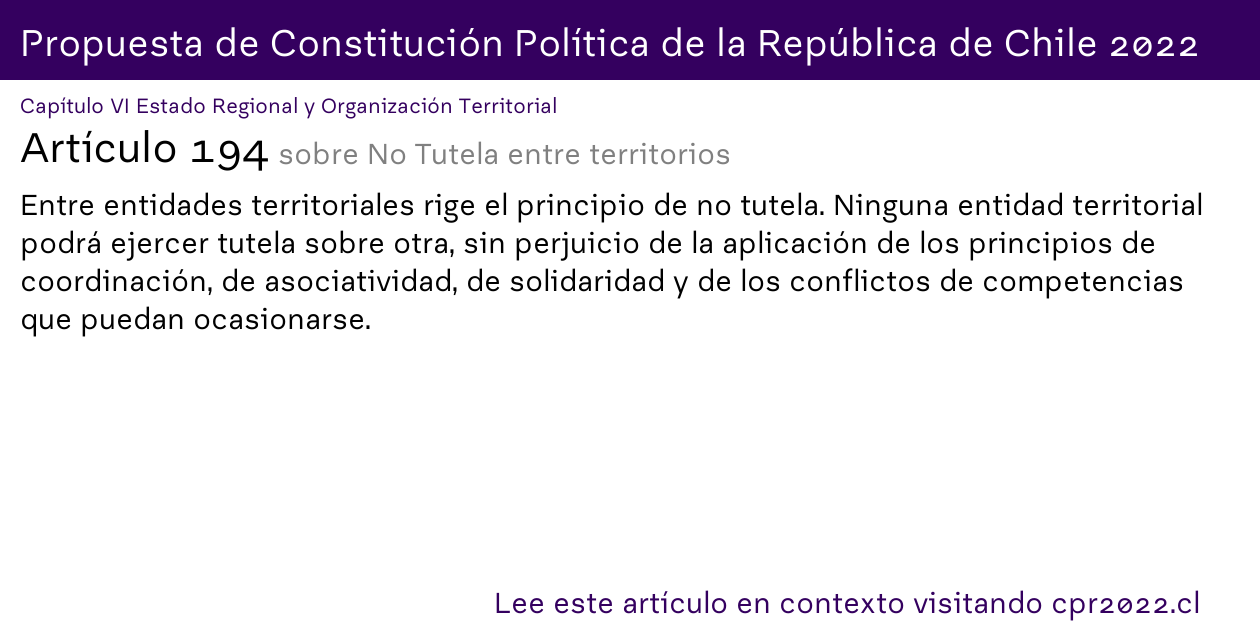 Propuesta de Constitución Política de la República de Chile 2022
Capítulo VI Estado Regional y Organización Territorial
Artículo 194 sobre No Tutela entre territorios
Entre entidades territoriales rige el principio de no tutela. Ninguna entidad territorial
podrá ejercer tutela sobre otra, sin perjuicio de la aplicación de los principios de
coordinación, de asociatividad, de solidaridad y de los conflictos de competencias
que puedan ocasionarse.
Lee este artículo en contexto visitando cpr2022.cl